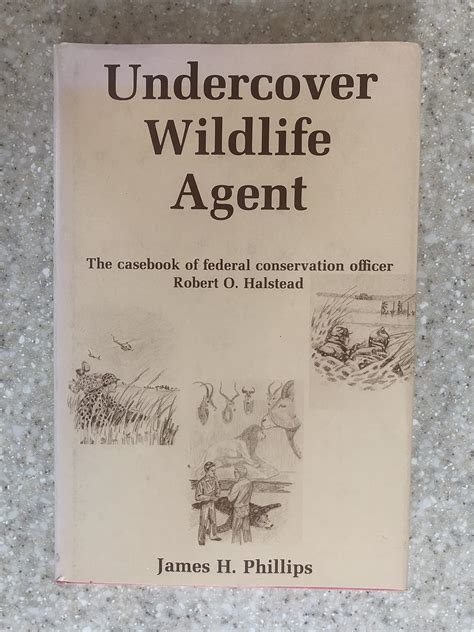 Undercover
Wildlife
Agent
The casebook of federal conservation officer
Robert O. Halstead
James H. Phillips